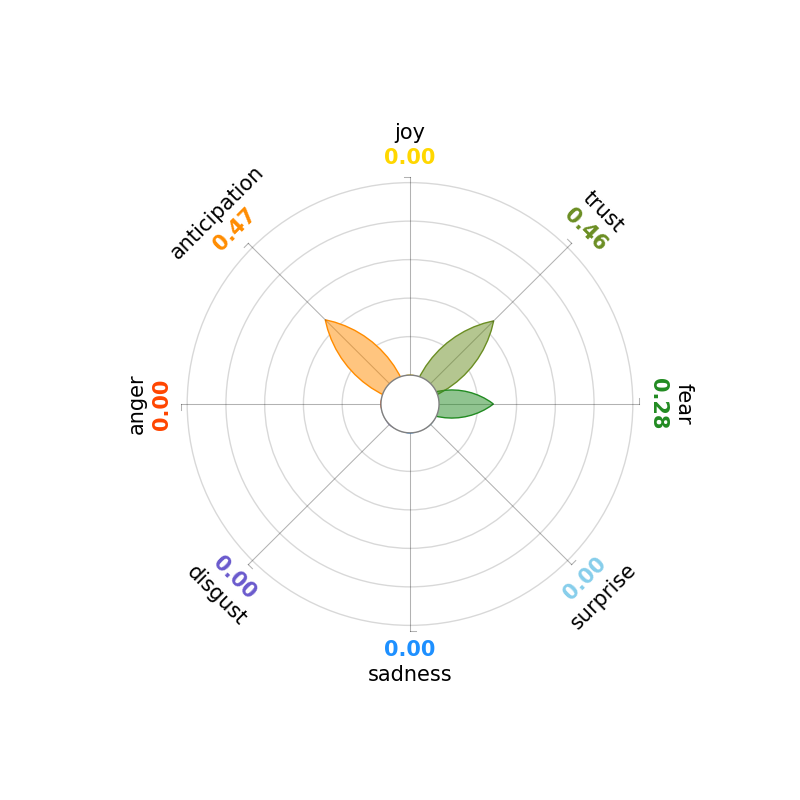 joy
0.00
trust
0.46
fear
0.28
surprise
0.00
sadness
0.00
disgust
0.00
anger
0.00
anticipation
0.47